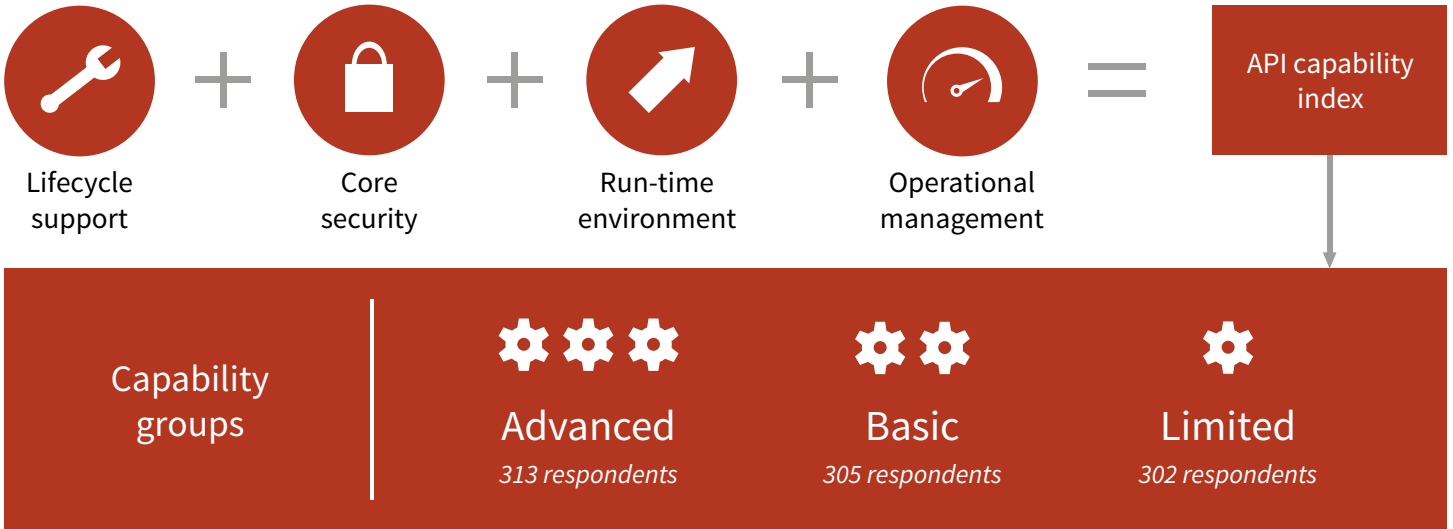 Lifecycle
support
Core
security
Run-time
environment
Operational
management
API capability
index
Capability
groups
Advanced
313 respondents
Basic
305 respondents
Limited
302 respondents